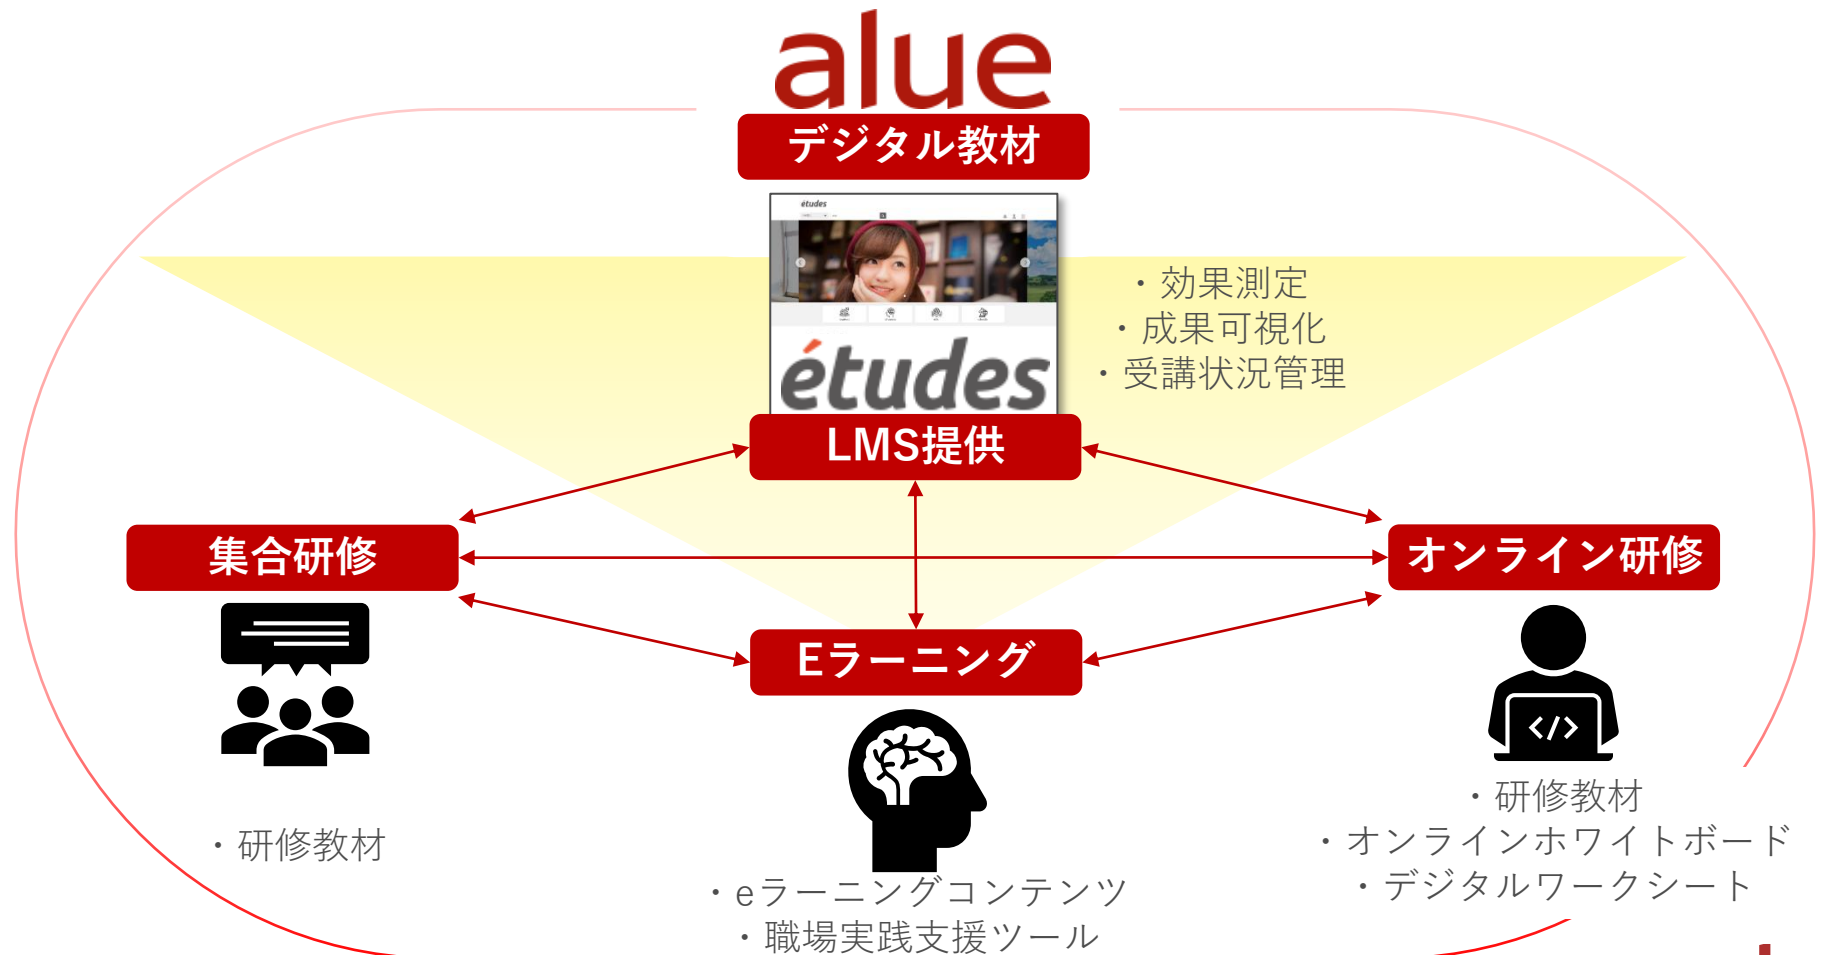 alue
デジタル教材
études
・効果測定
・成果可視化
・受講状況管理
études
LMS提供
集合研修
オンライン研修
Eラーニング
</>
・研修教材
・研修教材
・オンラインホワイトボード
・デジタルワークシート
・eラーニングコンテンツ
・職場実践支援ツール